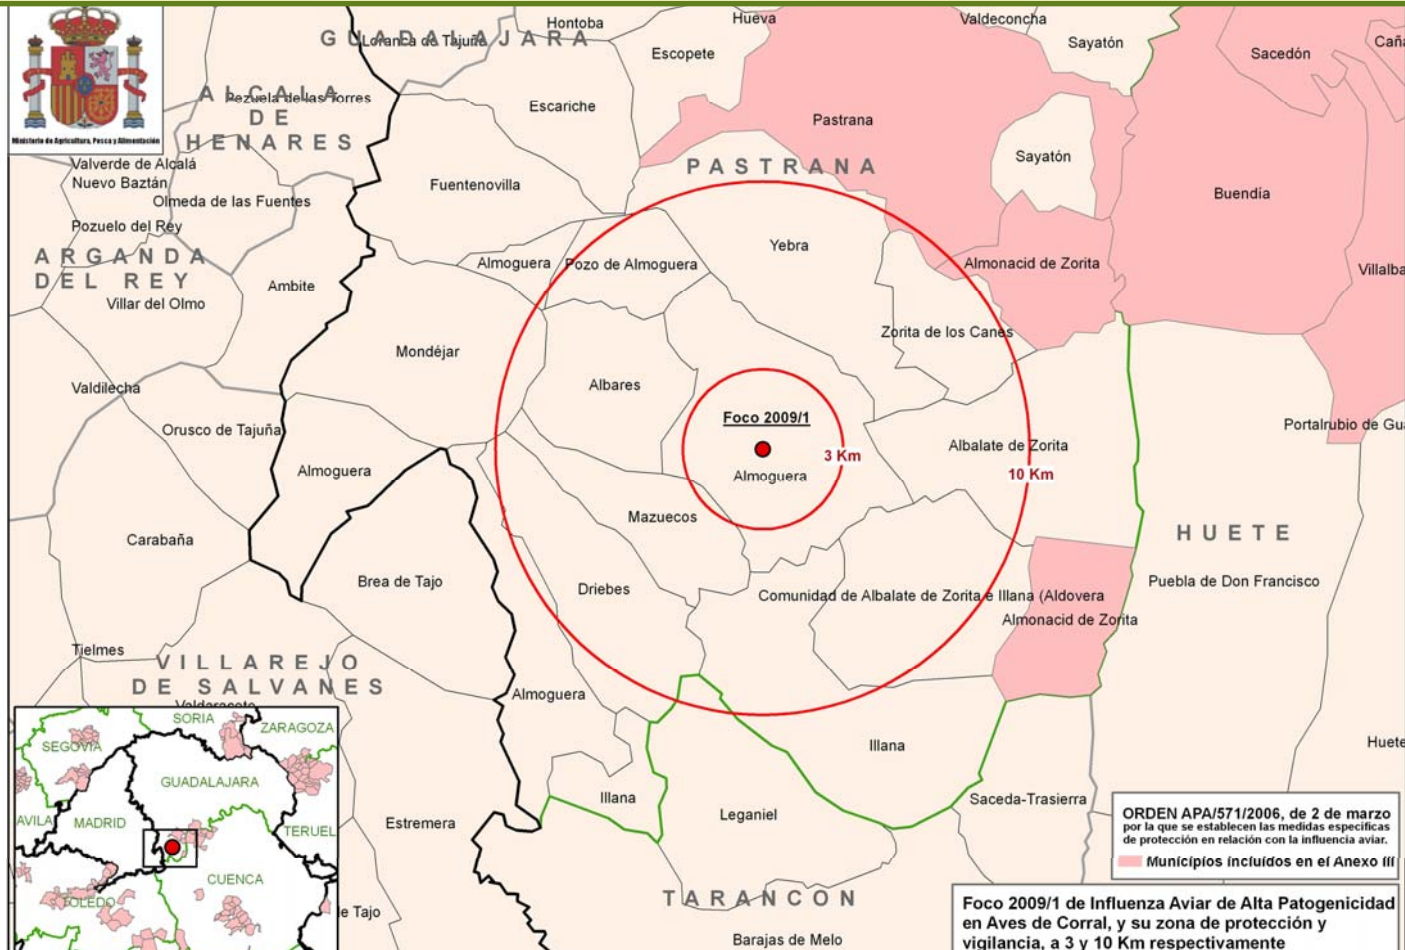 Ministerio de Agricultura, Pesca y Alimentación
GUADALAJARA
Loranca de Tajuña
Hontoba
Hueva
Valdeconcha
Escopete
Sayatón
Sacedón
Pezuela de las Torres
ALCALA
DE
HENARES
Escariche
Pastrana
Valverde de Alcalá
Nuevo Baztán
Olmeda de las Fuentes
Fuentenovilla
PASTRANA
Sayatón
Buendía
Pozuelo del Rey
ARGANDA
DEL REY
Villar del Olmo
Ambite
Almoguera
Pozo de Almoguera
Yebra
Almonacid de Zorita
Mondéjar
Zorita de los Canes
Valdilecha
Albares
Orusco de Tajuña
Foco 2009/1
Almoguera
3 Km
Albalate de Zorita
10 Km
Almoguera
Mazuecos
Carabaña
HUETE
Brea de Tajo
Driebes
Comunidad de Albalate de Zorita e Illana (Aldovera
Puebla de Don Francisco
Almonacid de Zorita
Tielmes
VILLAREJO
DE SALVANES
Almoguera
Illana
Huete
Illana
Leganiel
Saceda-Trasierra
Estremera
TARANCON
Barajas de Melo
SORIA
ZARAGOZA
SEGOVIA
GUADALAJARA
AVILA
MADRID
TERUEL
CUENCA
TOLEDO
ORDEN APA/571/2006, de 2 de marzo
por la que se establecen las medidas específicas
de protección en relación con la influencia aviar.
Municipios incluídos en el Anexo III
Foco 2009/1 de Influenza Aviar de Alta Patogenicidad
en Aves de Corral, y su zona de protección y
vigilancia, a 3 y 10 Km respectivamente